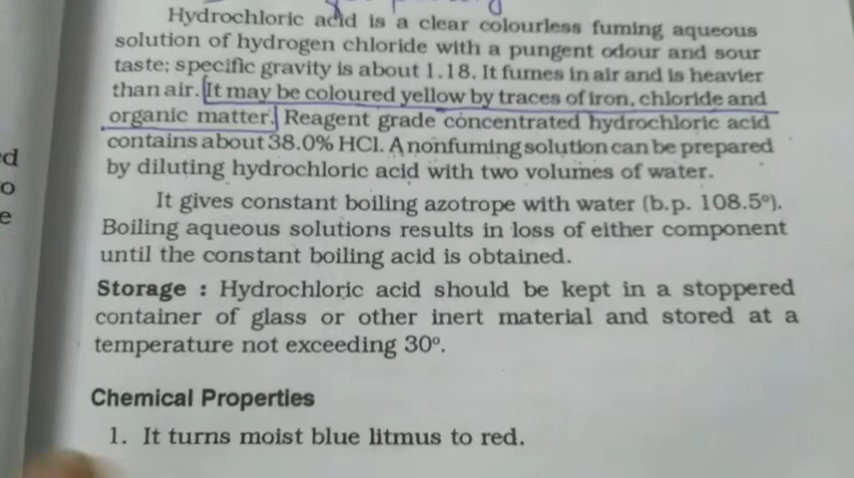 Hydrochloric acid is a clear colourless fuming aqueous
solution of hydrogen chloride with a pungent odour and sour
taste; specific gravity is about 1.18. It fumes in air and is heavier
than air. It may be coloured yellow by traces of iron, chloride and
organic matter. Reagent grade concentrated hydrochloric acid
contains about 38.0% HCl. A nonfuming solution can be prepared
by diluting hydrochloric acid with two volumes of water.
It gives constant boiling azotrope with water (b.p. 108.5º).
Boiling aqueous solutions results in loss of either component
until the constant boiling acid is obtained.
Storage : Hydrochloric acid should be kept in a stoppered
container of glass or other inert material and stored at a
temperature not exceeding 30º.
Chemical Properties
1. It turns moist blue litmus to red.